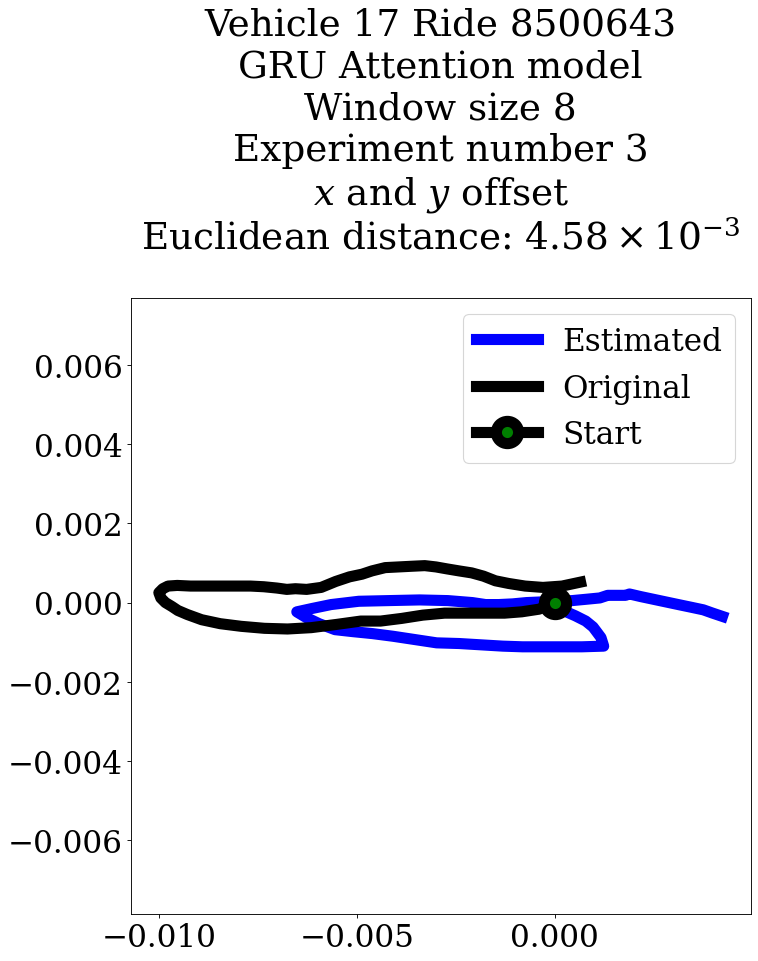 Vehicle 17 Ride 8500643
GRU Attention model
Window size 8
Experiment number 3
x and y offset
Euclidean distance: 4.58 × 10⁻³
Estimated
Original
Start
0.006
0.004
0.002
0.000
−0.002
−0.004
−0.006
−0.010
−0.005
0.000